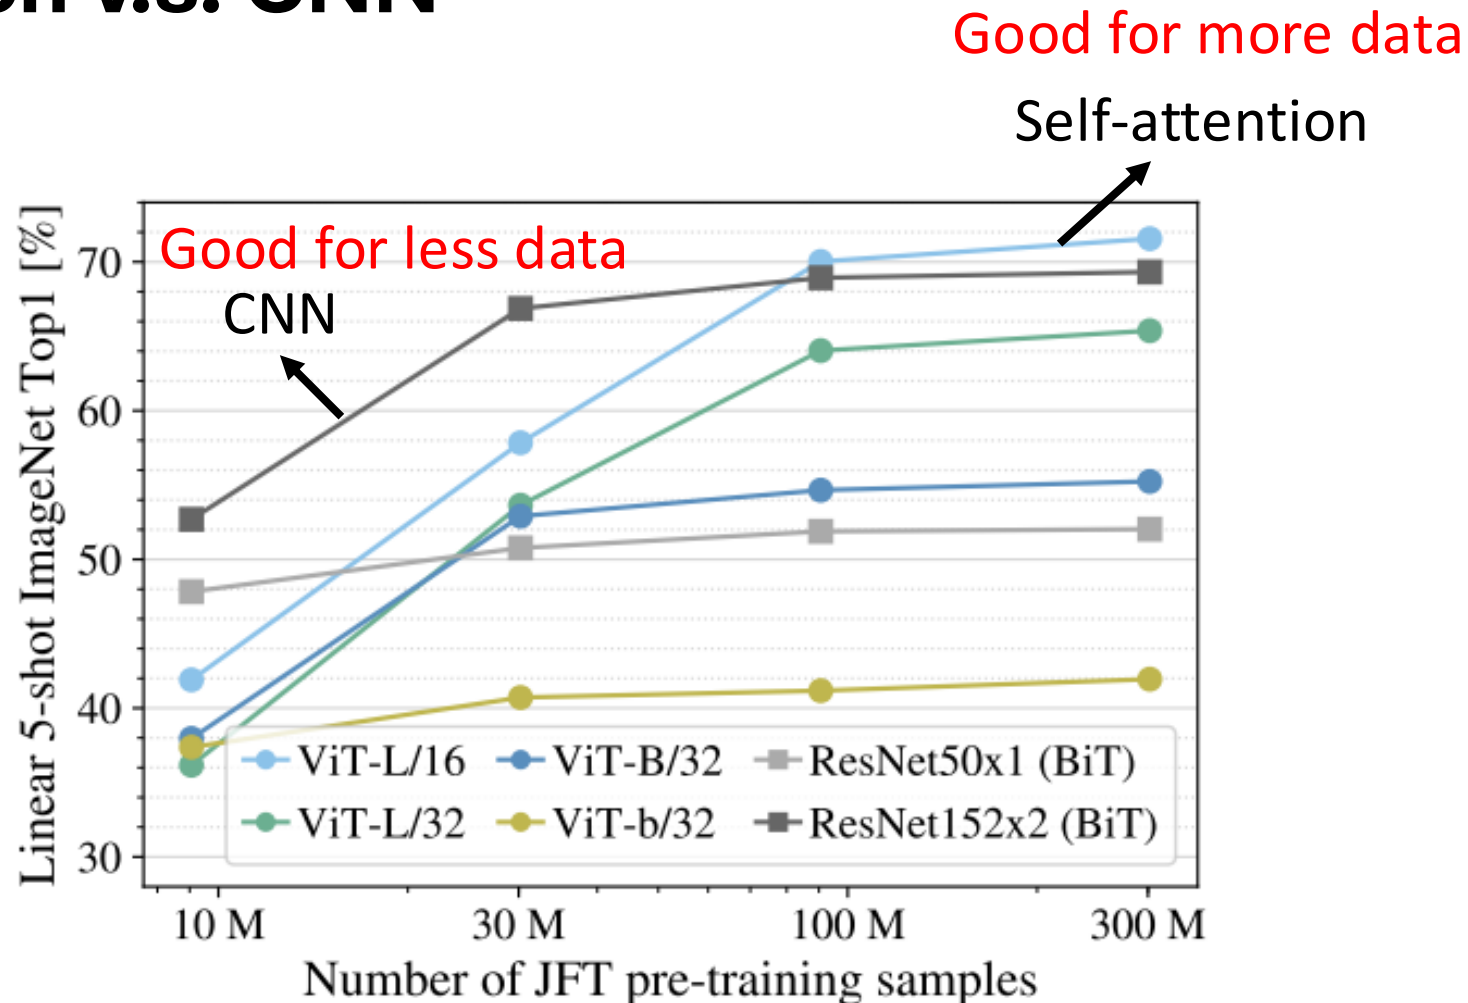 v.s. CNN
Good for more data
Self-attention
Good for less data
CNN
Linear 5-shot ImageNet Top1 [%]
70
60
50
40
30
ViT-L/16 ViT-B/32 ResNet50x1 (BiT)
ViT-L/32 ViT-b/32 ResNet152x2 (BiT)
10 M 30 M 100 M 300 M
Number of JFT pre-training samples